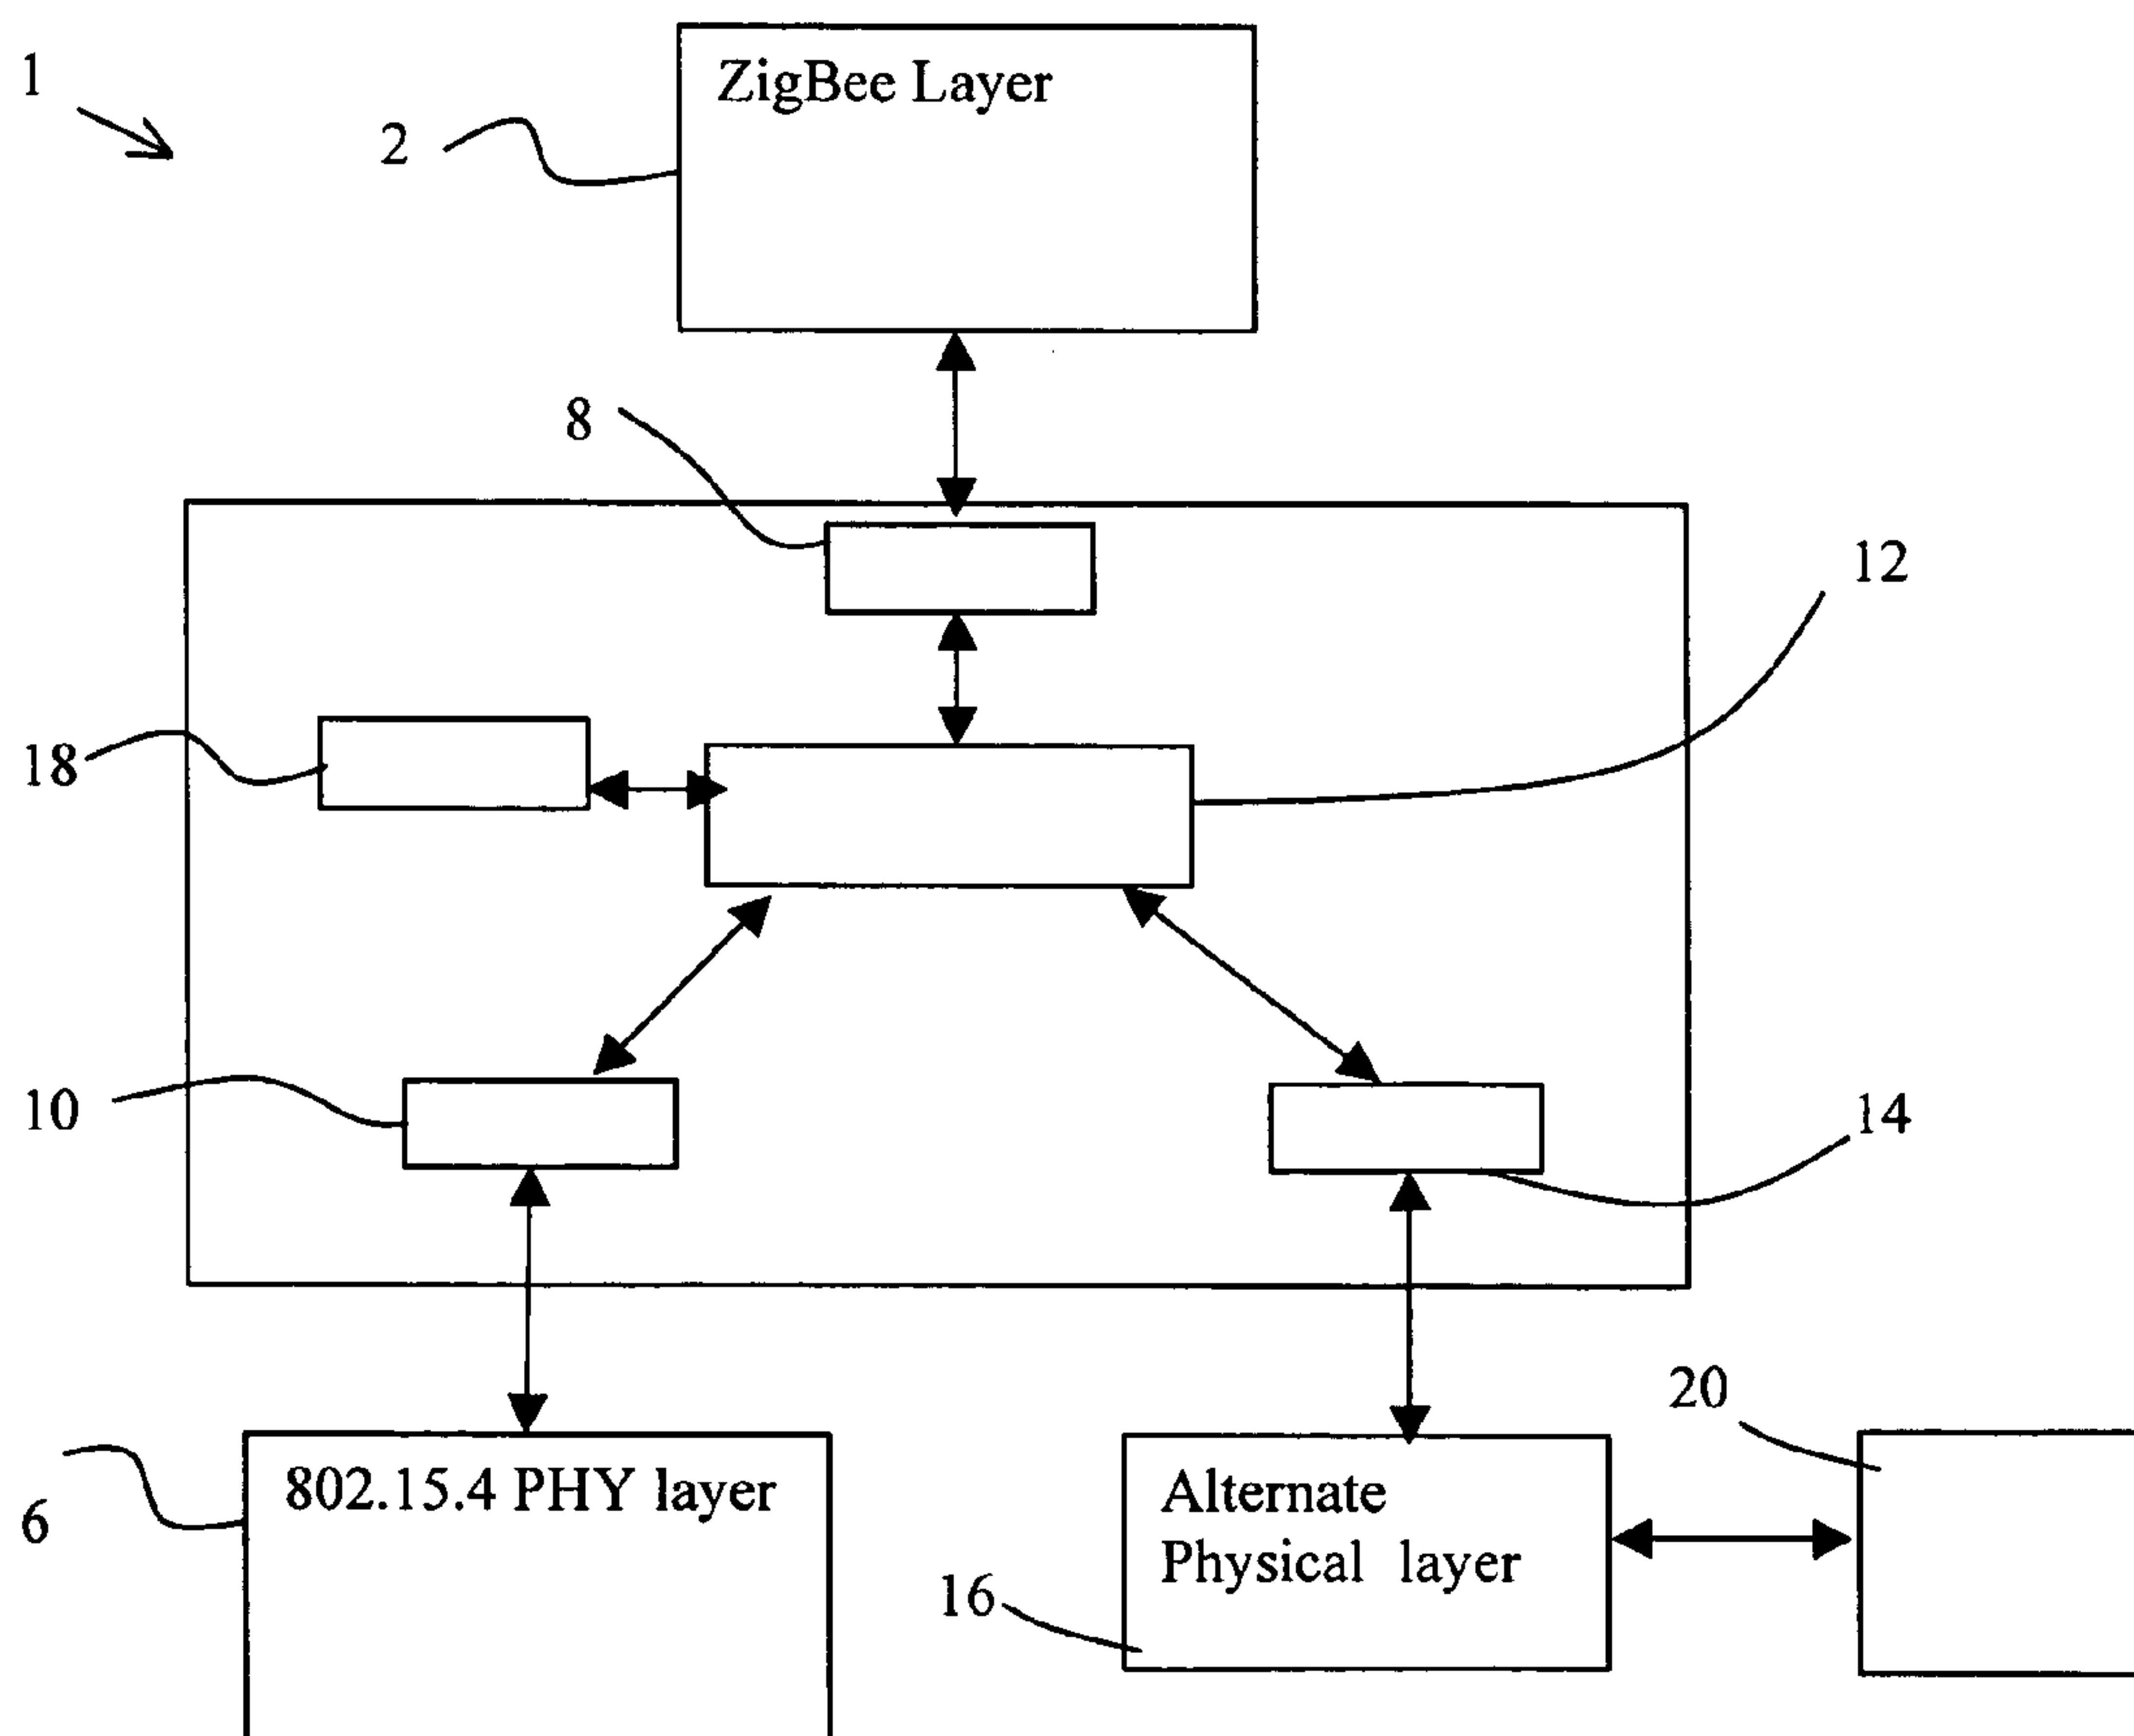 1
ZigBee Layer
2
8
12
18
10
14
20
802.15.4 PHY layer
Alternate
Physical layer
6
16